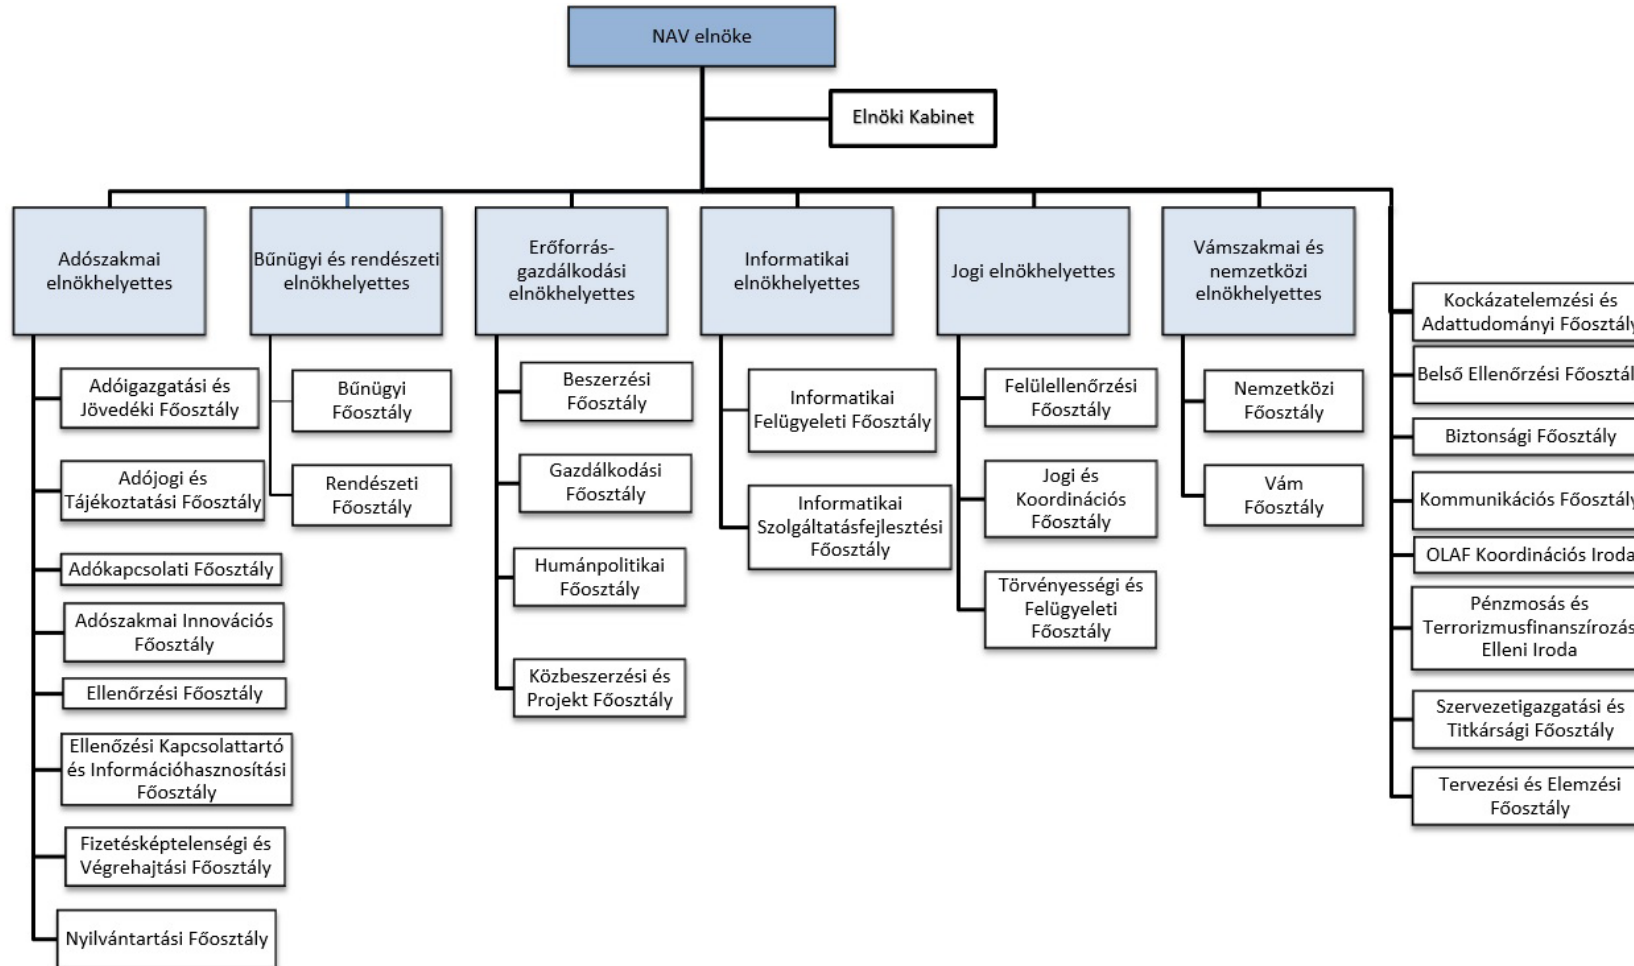 NAV elnöke
Elnöki Kabinet
Adószakmai
elnökhelyettes
Bűnügyi és rendészeti
elnökhelyettes
Erőforrás-
gazdálkodási
elnökhelyettes
Informatikai
elnökhelyettes
Jogi elnökhelyettes
Vámszakmai és
nemzetközi
elnökhelyettes
Adóigazgatási és
Jövedéki Főosztály
Adójogi és
Tájékoztatási Főosztály
Adókapcsolati Főosztály
Adószakmai Innovációs
Főosztály
Ellenőrzési Főosztály
Ellenőzési Kapcsolattartó
és Információhasznosítási
Főosztály
Fizetésképtelenségi és
Végrehajtási Főosztály
Nyilvántartási Főosztály
Bűnügyi
Főosztály
Rendészeti
Főosztály
Beszerzési
Főosztály
Gazdálkodási
Főosztály
Humánpolitikai
Főosztály
Közbeszerzési és
Projekt Főosztály
Informatikai
Felügyeleti Főosztály
Informatikai
Szolgáltatásfejlesztési
Főosztály
Felülellenőrzési
Főosztály
Jogi és
Koordinációs
Főosztály
Törvényességi és
Felügyeleti
Főosztály
Nemzetközi
Főosztály
Vám
Főosztály
Kockázatelemzési és
Adattudományi Főosztály
Belső Ellenőrzési Főosztál
Biztonsági Főosztály
Kommunikációs Főosztály
OLAF Koordinációs Iroda
Pénzmosás és
Terrorizmusfinanszírozás
Elleni Iroda
Szervezetigazgatási és
Titkársági Főosztály
Tervezési és Elemzési
Főosztály